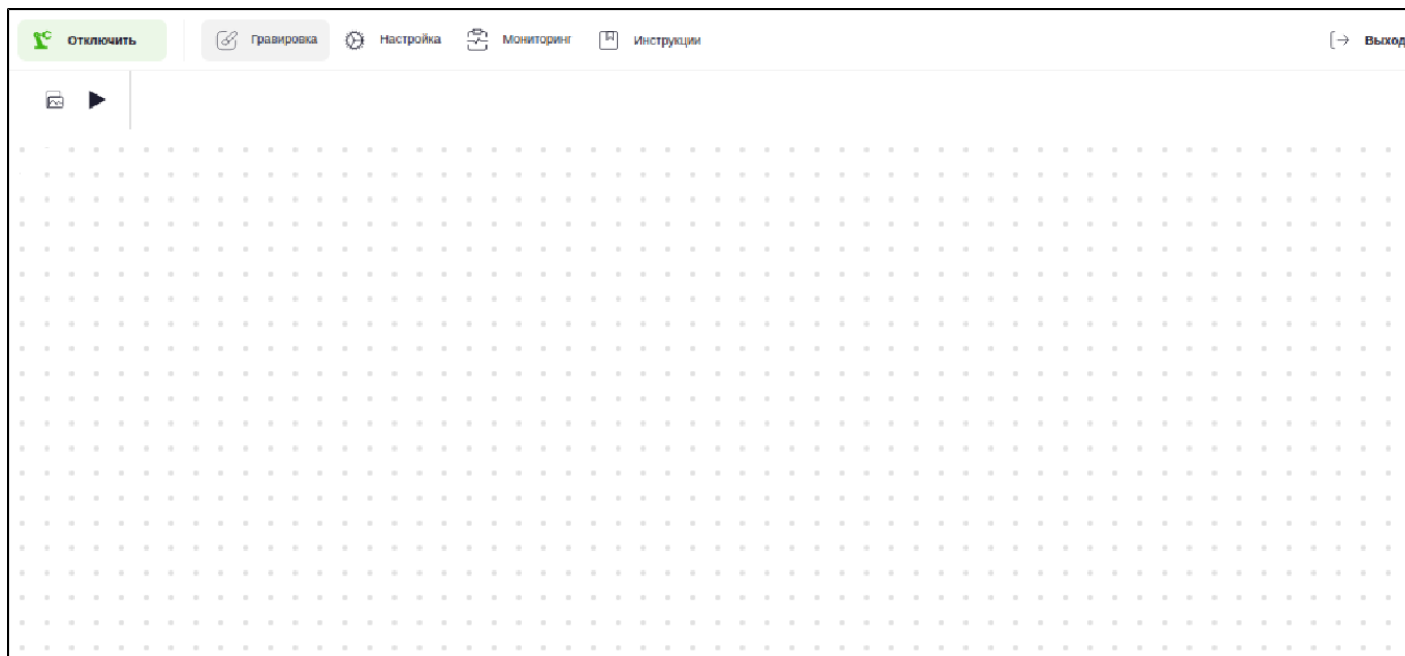 Отключить Гравировка Настройка Мониторинг Инструкции Выход